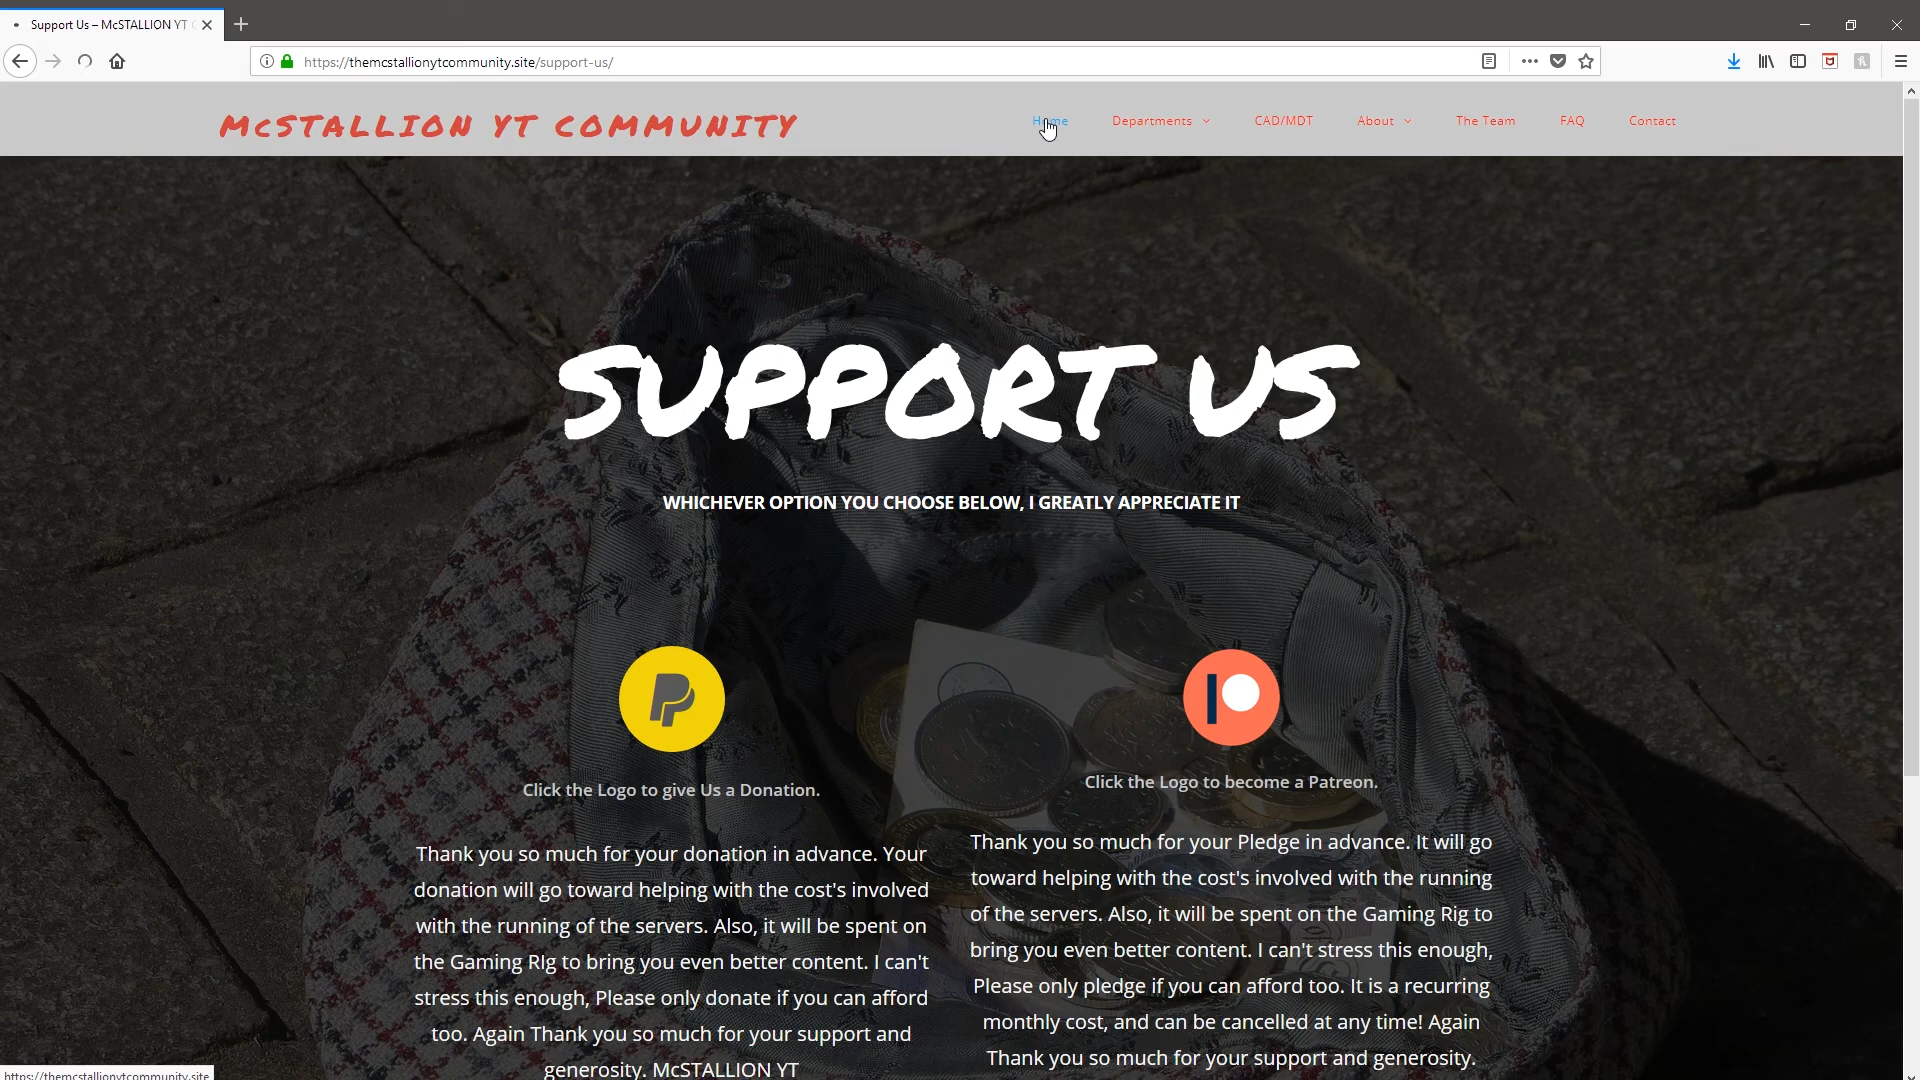 Support Us – McSTALLION YT C
https://themcstallionytcommunity.site/support-us/
McSTALLION YT COMMUNITY
Home Departments CAD/MDT About The Team FAQ Contact
SUPPORT US
WHICHEVER OPTION YOU CHOOSE BELOW, I GREATLY APPRECIATE IT
Click the Logo to give Us a Donation.
Thank you so much for your donation in advance. Your
donation will go toward helping with the cost's involved
with the running of the servers. Also, it will be spent on
the Gaming RIg to bring you even better content. I can't
stress this enough, Please only donate if you can afford
too. Again Thank you so much for your support and
generosity. McSTALLION YT
Click the Logo to become a Patreon.
Thank you so much for your Pledge in advance. It will go
toward helping with the cost's involved with the running
of the servers. Also, it will be spent on the Gaming Rig to
bring you even better content. I can't stress this enough,
Please only pledge if you can afford too. It is a recurring
monthly cost, and can be cancelled at any time! Again
Thank you so much for your support and generosity.
https://themcstallionytcommunity.site